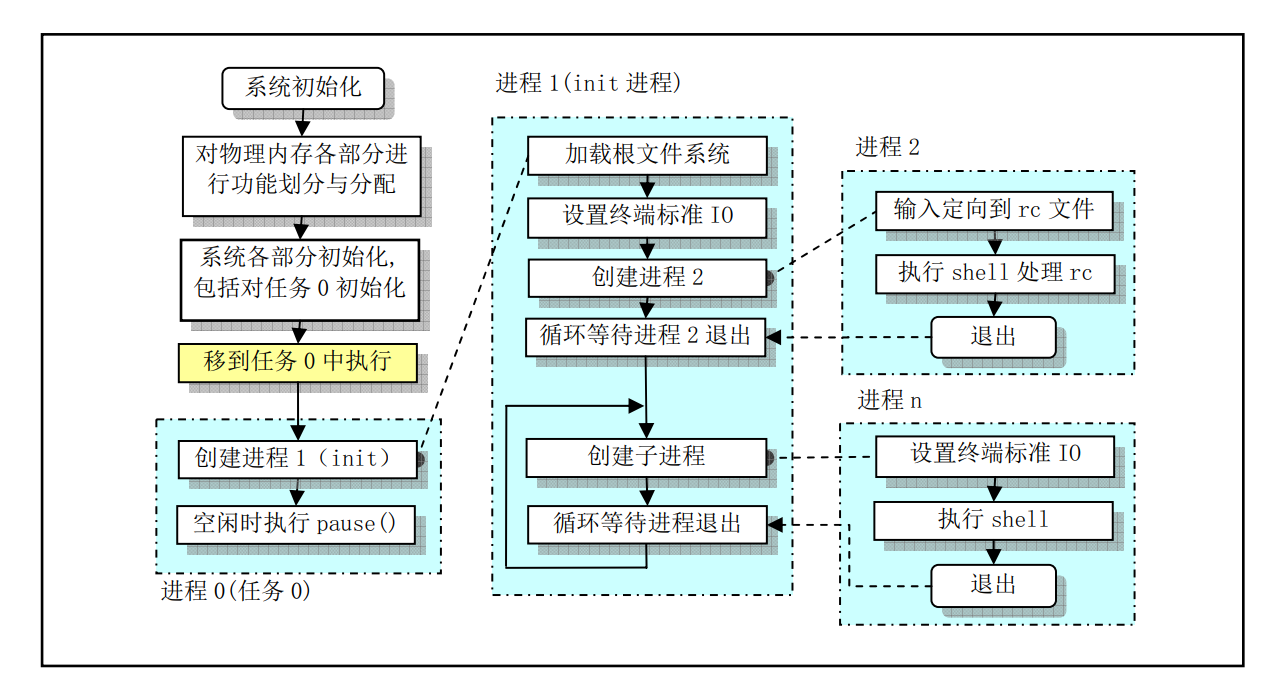 系统初始化
对物理内存各部分进
行功能划分与分配
系统各部分初始化,
包括对任务 0 初始化
移到任务 0 中执行
创建进程 1（init）
空闲时执行 pause()
进程 0(任务 0)
进程 1(init 进程)
加载根文件系统
设置终端标准 IO
创建进程 2
循环等待进程 2 退出
创建子进程
循环等待进程退出
进程 2
输入定向到 rc 文件
执行 shell 处理 rc
退出
进程 n
设置终端标准 IO
执行 shell
退出